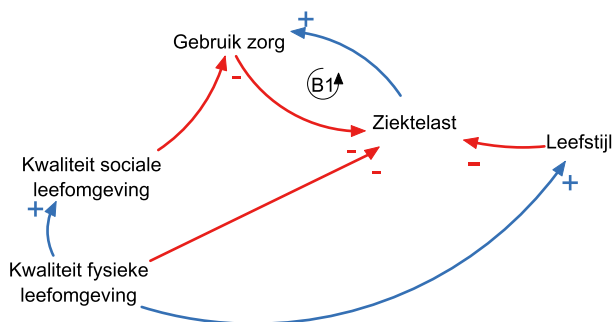 +
Gebruik zorg
-
B1
Ziektelast
Leefstijl
-
-
-
Kwaliteit sociale
leefomgeving
+
+
Kwaliteit fysieke
leefomgeving